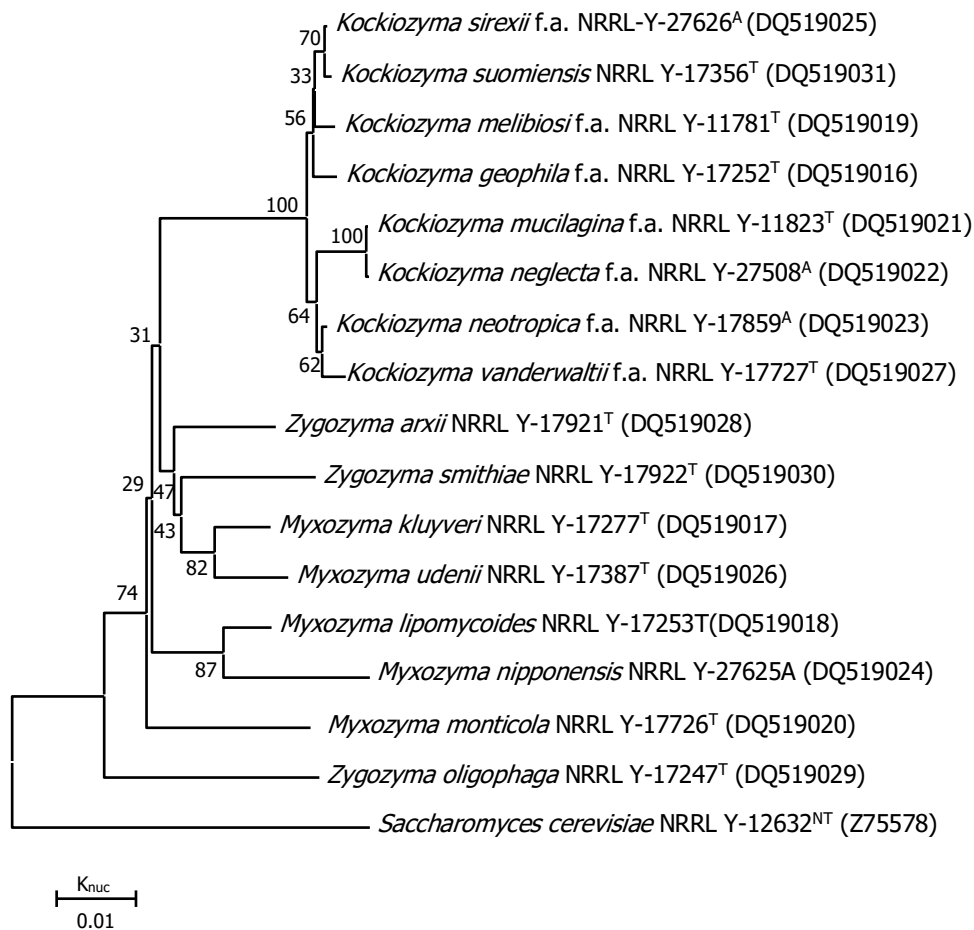 70 Kockiozyma sirexii f.a. NRRL-Y-27626ᴬ (DQ519025)
33 Kockiozyma suomiensis NRRL Y-17356ᵀ (DQ519031)
56 Kockiozyma melibiosi f.a. NRRL Y-11781ᵀ (DQ519019)
Kockiozyma geophila f.a. NRRL Y-17252ᵀ (DQ519016)
100
Kockiozyma mucilagina f.a. NRRL Y-11823ᵀ (DQ519021)
100
Kockiozyma neglecta f.a. NRRL Y-27508ᴬ (DQ519022)
64 Kockiozyma neotropica f.a. NRRL Y-17859ᴬ (DQ519023)
31
62 Kockiozyma vanderwaltii f.a. NRRL Y-17727ᵀ (DQ519027)
Zygozyma arxii NRRL Y-17921ᵀ (DQ519028)
Zygozyma smithiae NRRL Y-17922ᵀ (DQ519030)
29 47
43 Myxozyma kluyveri NRRL Y-17277ᵀ (DQ519017)
82 Myxozyma udenii NRRL Y-17387ᵀ (DQ519026)
74
Myxozyma lipomycoides NRRL Y-17253T(DQ519018)
87 Myxozyma nipponensis NRRL Y-27625A (DQ519024)
Myxozyma monticola NRRL Y-17726ᵀ (DQ519020)
Zygozyma oligophaga NRRL Y-17247ᵀ (DQ519029)
Saccharomyces cerevisiae NRRL Y-12632ᴺᵀ (Z75578)
Knuc
0.01